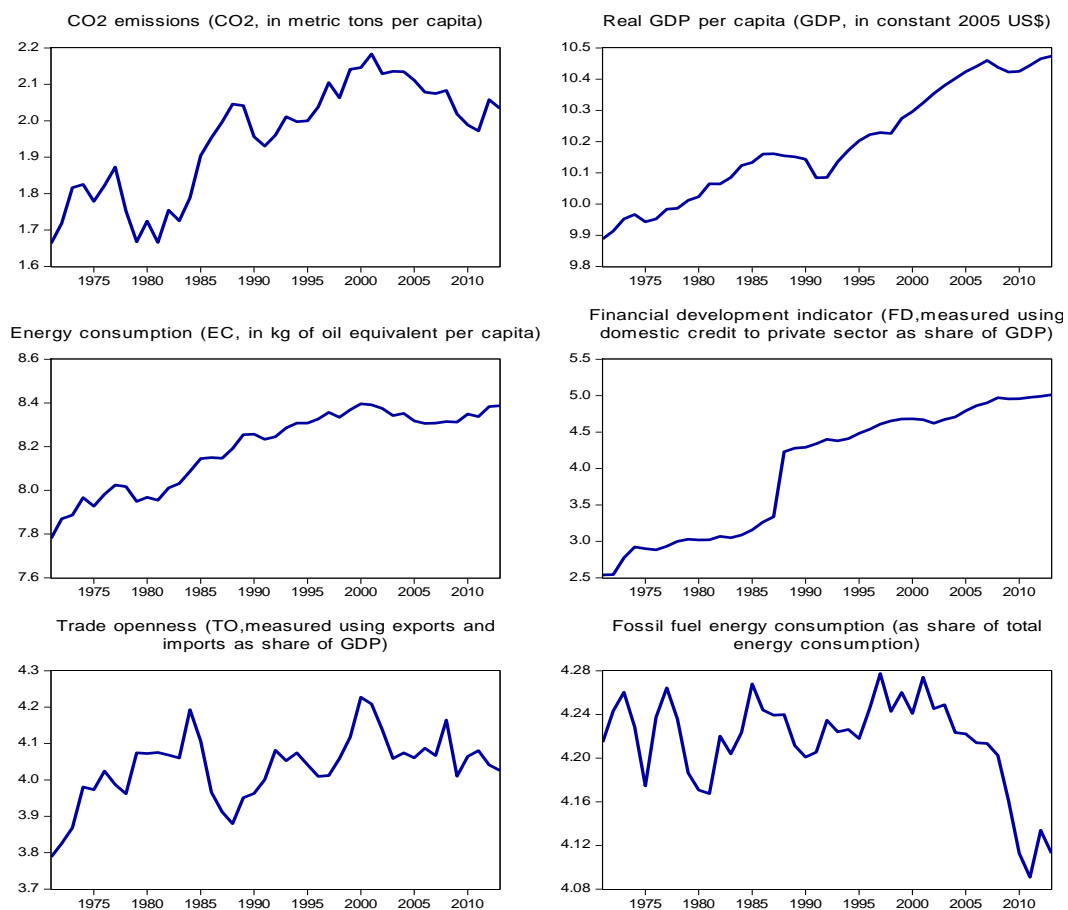 CO2 emissions (CO2, in metric tons per capita)
2.2
2.1
2.0
1.9
1.8
1.7
1.6
1975 1980 1985 1990 1995 2000 2005 2010
Real GDP per capita (GDP, in constant 2005 US$)
10.5
10.4
10.3
10.2
10.1
10.0
9.9
9.8
1975 1980 1985 1990 1995 2000 2005 2010
Energy consumption (EC, in kg of oil equivalent per capita)
8.6
8.4
8.2
8.0
7.8
7.6
1975 1980 1985 1990 1995 2000 2005 2010
Financial development indicator (FD,measured using
domestic credit to private sector as share of GDP)
5.5
5.0
4.5
4.0
3.5
3.0
2.5
1975 1980 1985 1990 1995 2000 2005 2010
Trade openness (TO,measured using exports and
imports as share of GDP)
4.3
4.2
4.1
4.0
3.9
3.8
3.7
1975 1980 1985 1990 1995 2000 2005 2010
Fossil fuel energy consumption (as share of total
energy consumption)
4.28
4.24
4.20
4.16
4.12
4.08
1975 1980 1985 1990 1995 2000 2005 2010